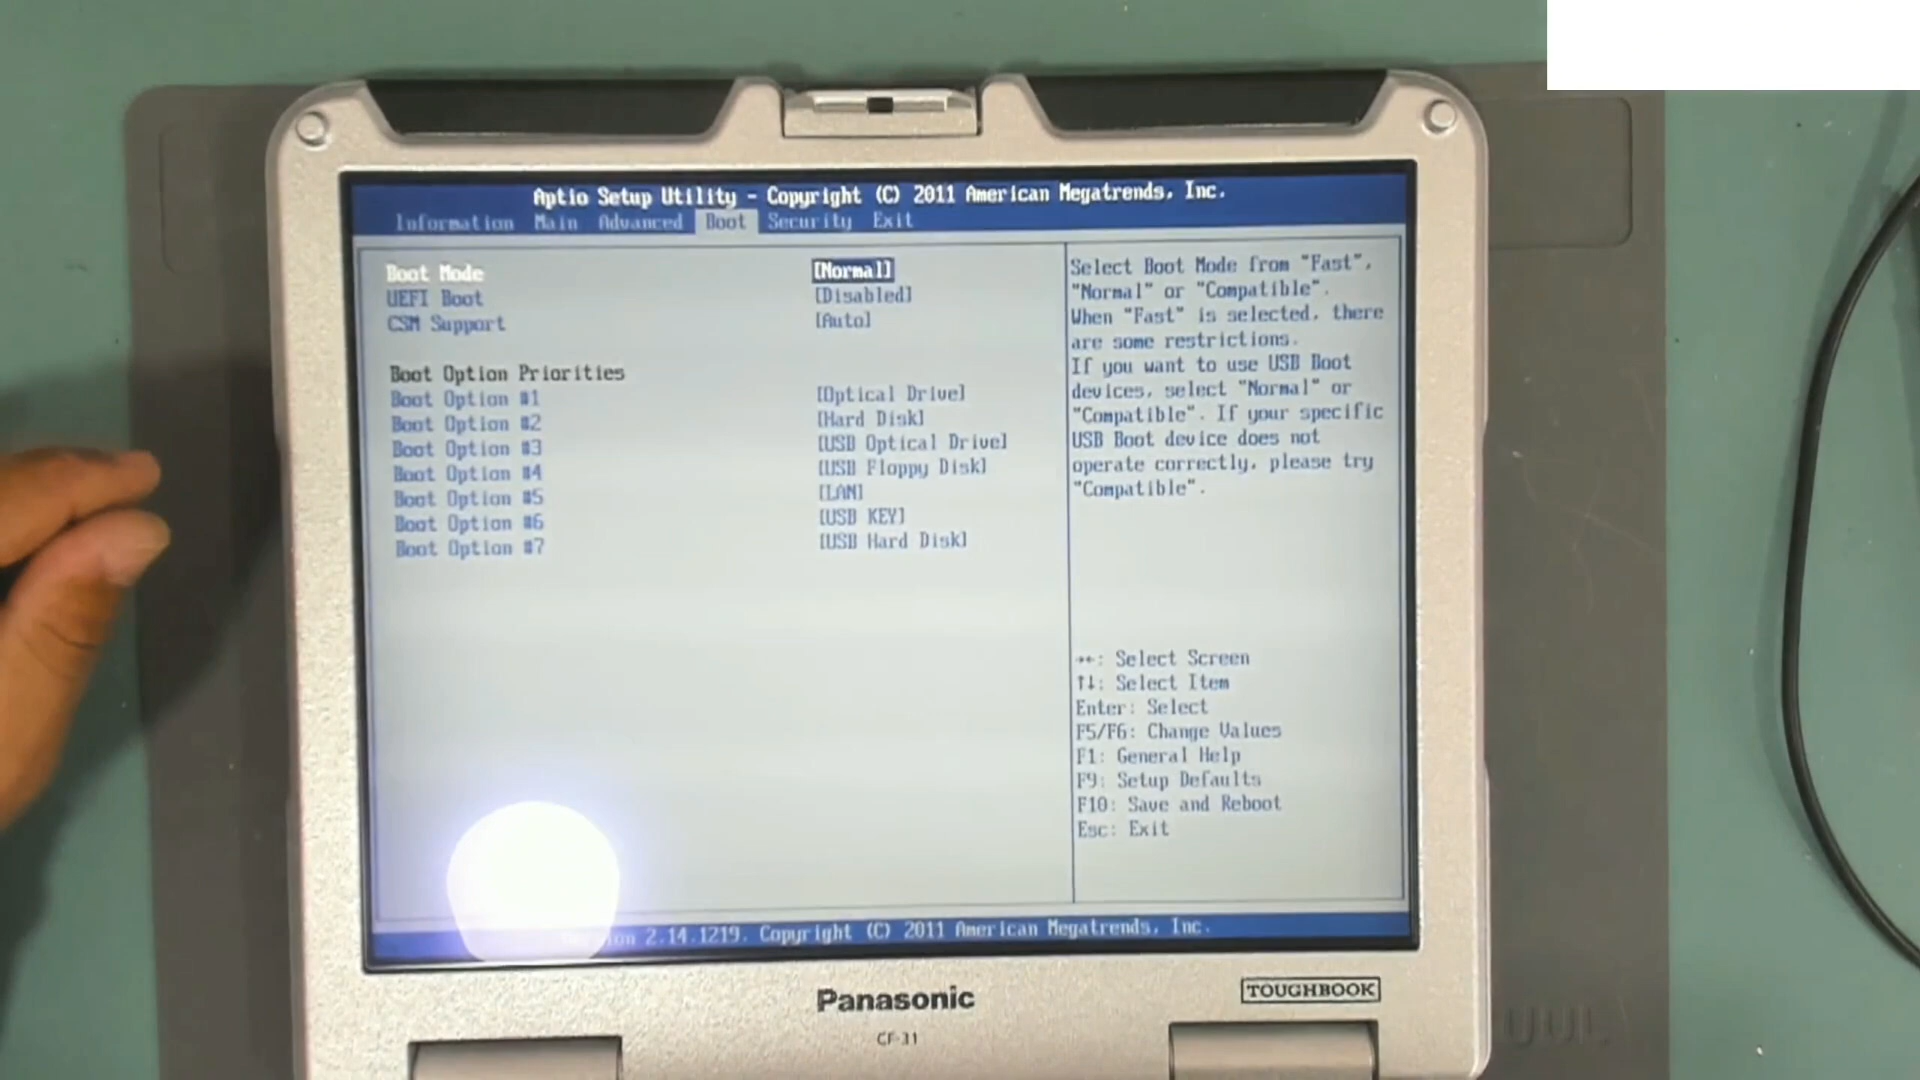 Aptio Setup Utility - Copyright (C) 2011 American Megatrends, Inc.
Information Main Advanced Boot Security Exit
Boot Mode [Normal]
UEFI Boot [Disabled]
CSM Support [Auto]
Boot Option Priorities
Boot Option #1 [Optical Drive]
Boot Option #2 [Hard Disk]
Boot Option #3 [USB Optical Drive]
Boot Option #4 [USB Floppy Disk]
Boot Option #5 [LAN]
Boot Option #6 [USB KEY]
Boot Option #7 [USB Hard Disk]
Select Boot Mode from "Fast",
"Normal" or "Compatible".
When "Fast" is selected, there
are some restrictions.
If you want to use USB Boot
devices, select "Normal" or
"Compatible". If your specific
USB Boot device does not
operate correctly, please try
"Compatible".
→←: Select Screen
↑↓: Select Item
Enter: Select
F5/F6: Change Values
F1: General Help
F9: Setup Defaults
F10: Save and Reboot
Esc: Exit
2.14.1219. Copyright (C) 2011 American Megatrends, Inc.
Panasonic
TOUGHBOOK
CF-31